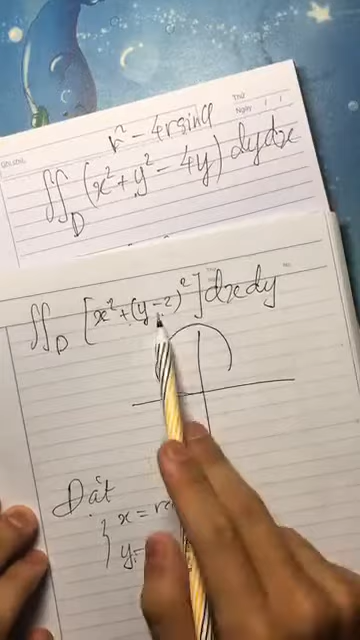 r² - 4rsinφ
Thứ
Ngày / /
∬_D (x² + y² - 4y) dydx
∬_D [x² + (y - 2)²] dxdy
Đặt
x = r
y =